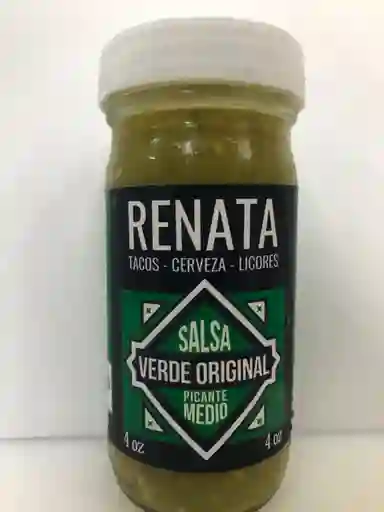 RENATA
TACOS - CERVEZA - LICORES
SALSA
VERDE ORIGINAL
PICANTE
MEDIO
4 oz
4 oz